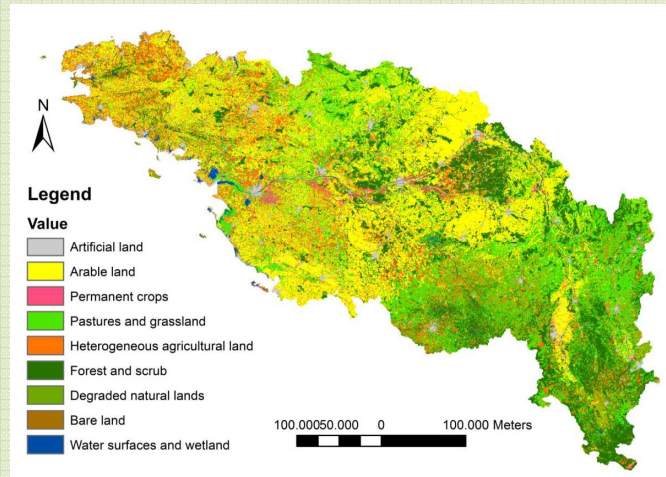 N
Legend
Value
Artificial land
Arable land
Permanent crops
Pastures and grassland
Heterogeneous agricultural land
Forest and scrub
Degraded natural lands
Bare land
Water surfaces and wetland
100.00050.000 0 100.000 Meters